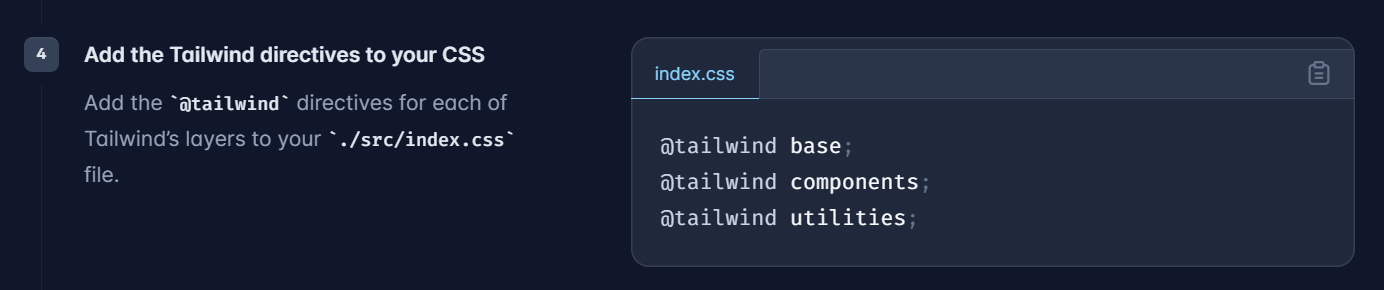 4
Add the Tailwind directives to your CSS
Add the `@tailwind` directives for each of
Tailwind’s layers to your `./src/index.css`
file.
index.css
@tailwind base;
@tailwind components;
@tailwind utilities;